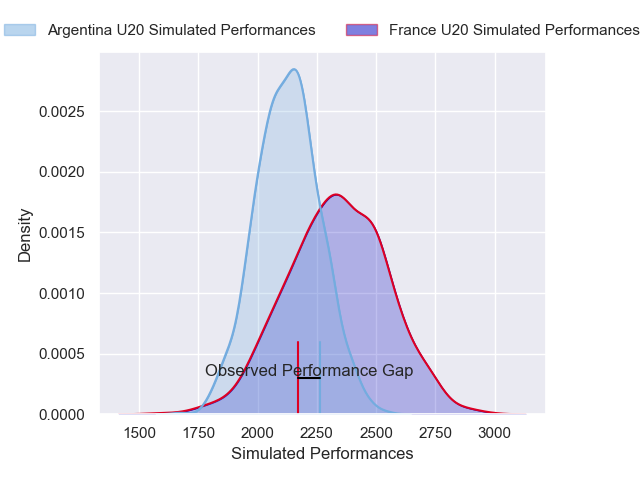 Argentina U20 Simulated Performances
France U20 Simulated Performances
0.0025
0.0020
0.0015
0.0010
0.0005
0.0000
Density
Observed Performance Gap
1500 1750 2000 2250 2500 2750 3000
Simulated Performances